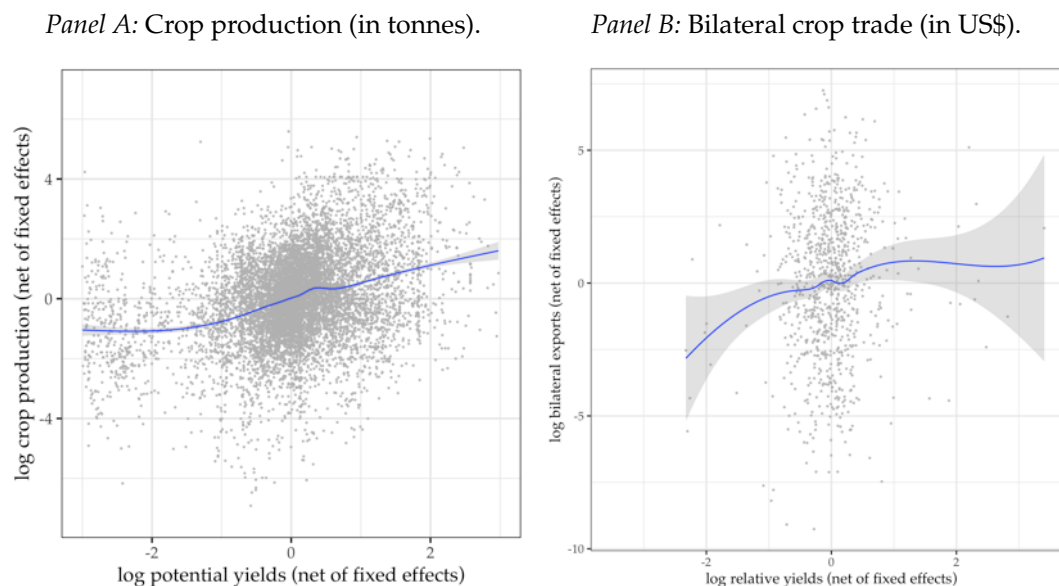 Panel A: Crop production (in tonnes).
log crop production (net of fixed effects)
4
0
-4
-2
0
2
log potential yields (net of fixed effects)
Panel B: Bilateral crop trade (in US$).
log bilateral exports (net of fixed effects)
5
0
-5
-10
-2
0
2
log relative yields (net of fixed effects)